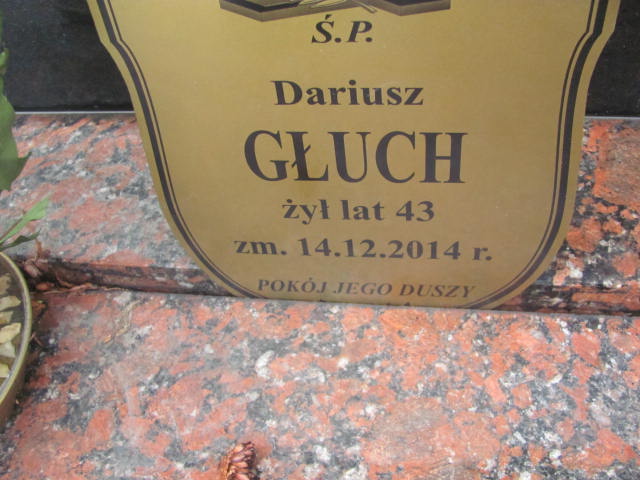 Ś.P.
Dariusz
GŁUCH
żył lat 43
zm. 14.12.2014 r.
POKÓJ JEGO DUSZY